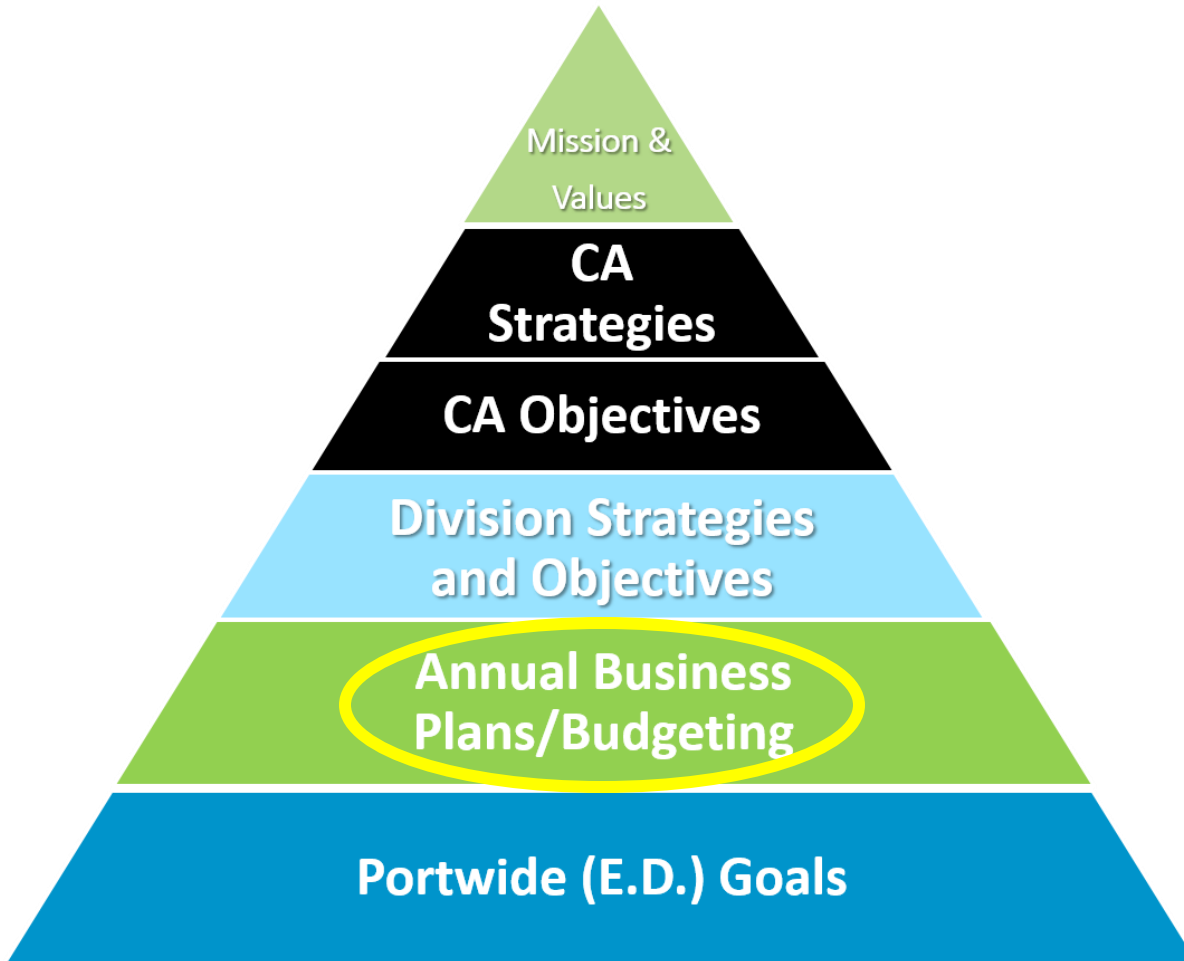 Mission &
Values
CA
Strategies
CA Objectives
Division Strategies
and Objectives
Annual Business
Plans/Budgeting
Portwide (E.D.) Goals